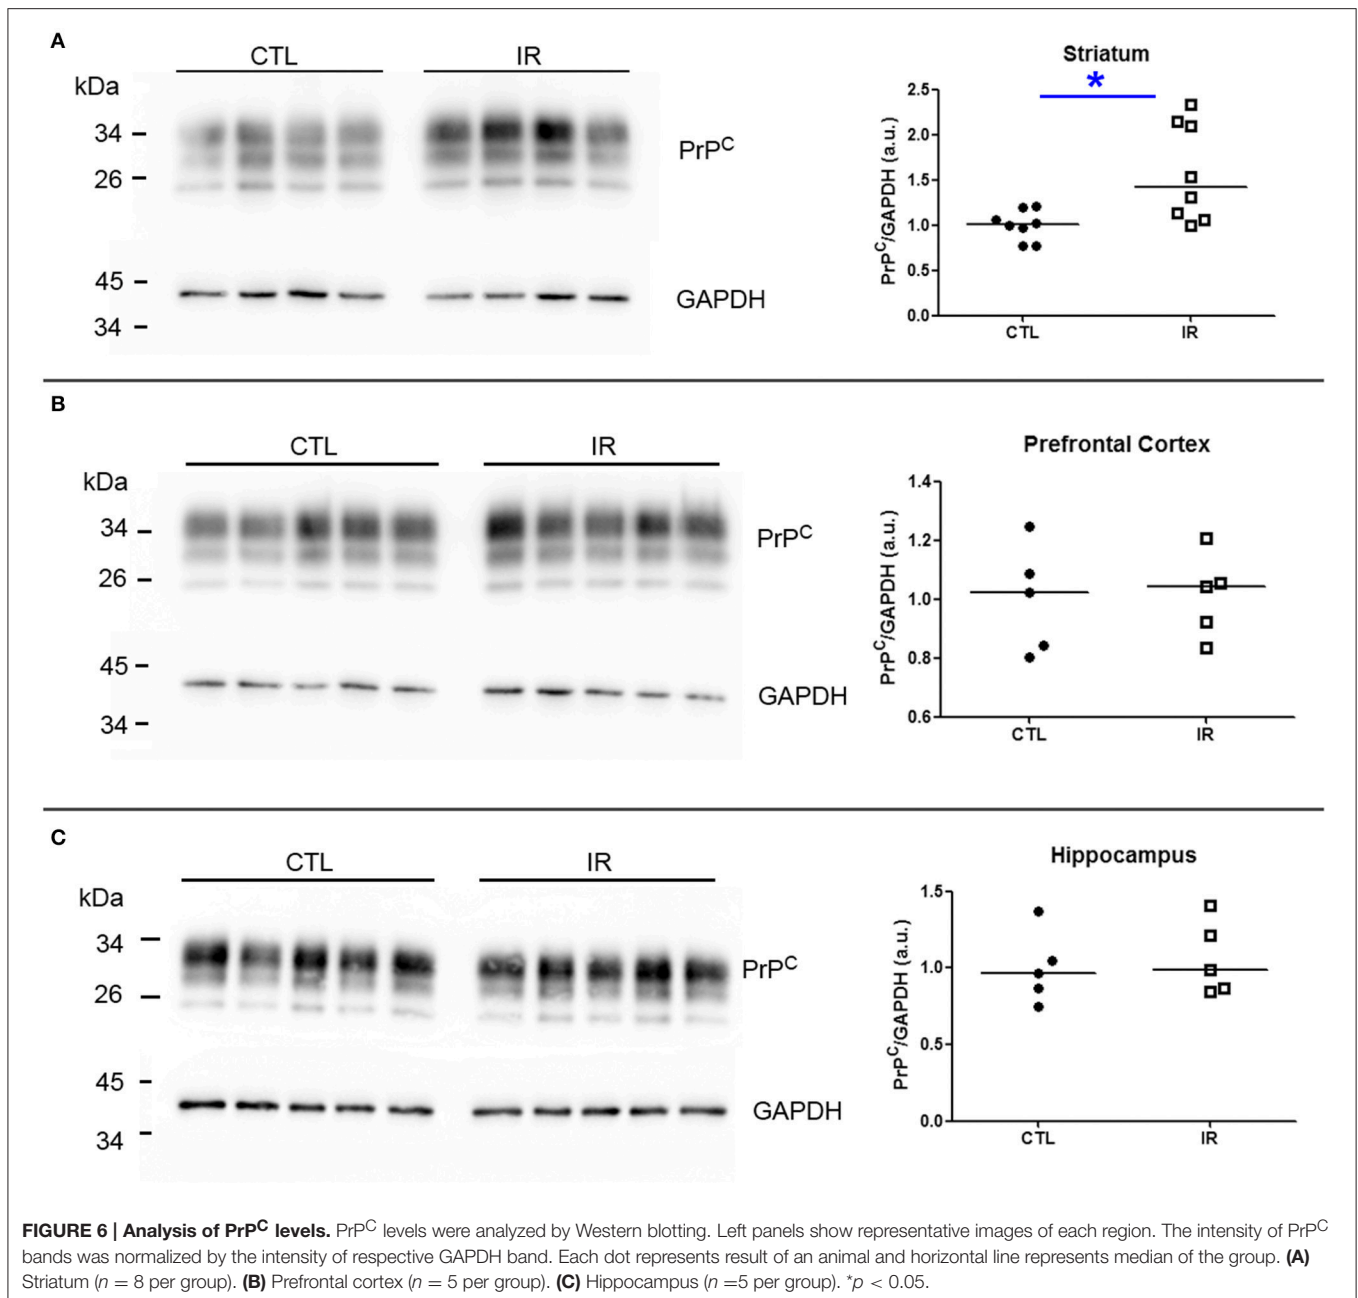 A
CTL IR
kDa
34
26
PrPC
45
34
GAPDH
Striatum
*
PrPC/GAPDH (a.u.)
2.5
2.0
1.5
1.0
0.5
0.0
CTL IR
B
CTL IR
kDa
34
26
PrPC
45
34
GAPDH
Prefrontal Cortex
PrPC/GAPDH (a.u.)
1.4
1.2
1.0
0.8
0.6
CTL IR
C
CTL IR
kDa
34
26
PrPC
45
34
GAPDH
Hippocampus
PrPC/GAPDH (a.u.)
1.5
1.0
0.5
0.0
CTL IR
FIGURE 6 | Analysis of PrPC levels. PrPC levels were analyzed by Western blotting. Left panels show representative images of each region. The intensity of PrPC
bands was normalized by the intensity of respective GAPDH band. Each dot represents result of an animal and horizontal line represents median of the group. (A)
Striatum (n = 8 per group). (B) Prefrontal cortex (n = 5 per group). (C) Hippocampus (n =5 per group). *p < 0.05.